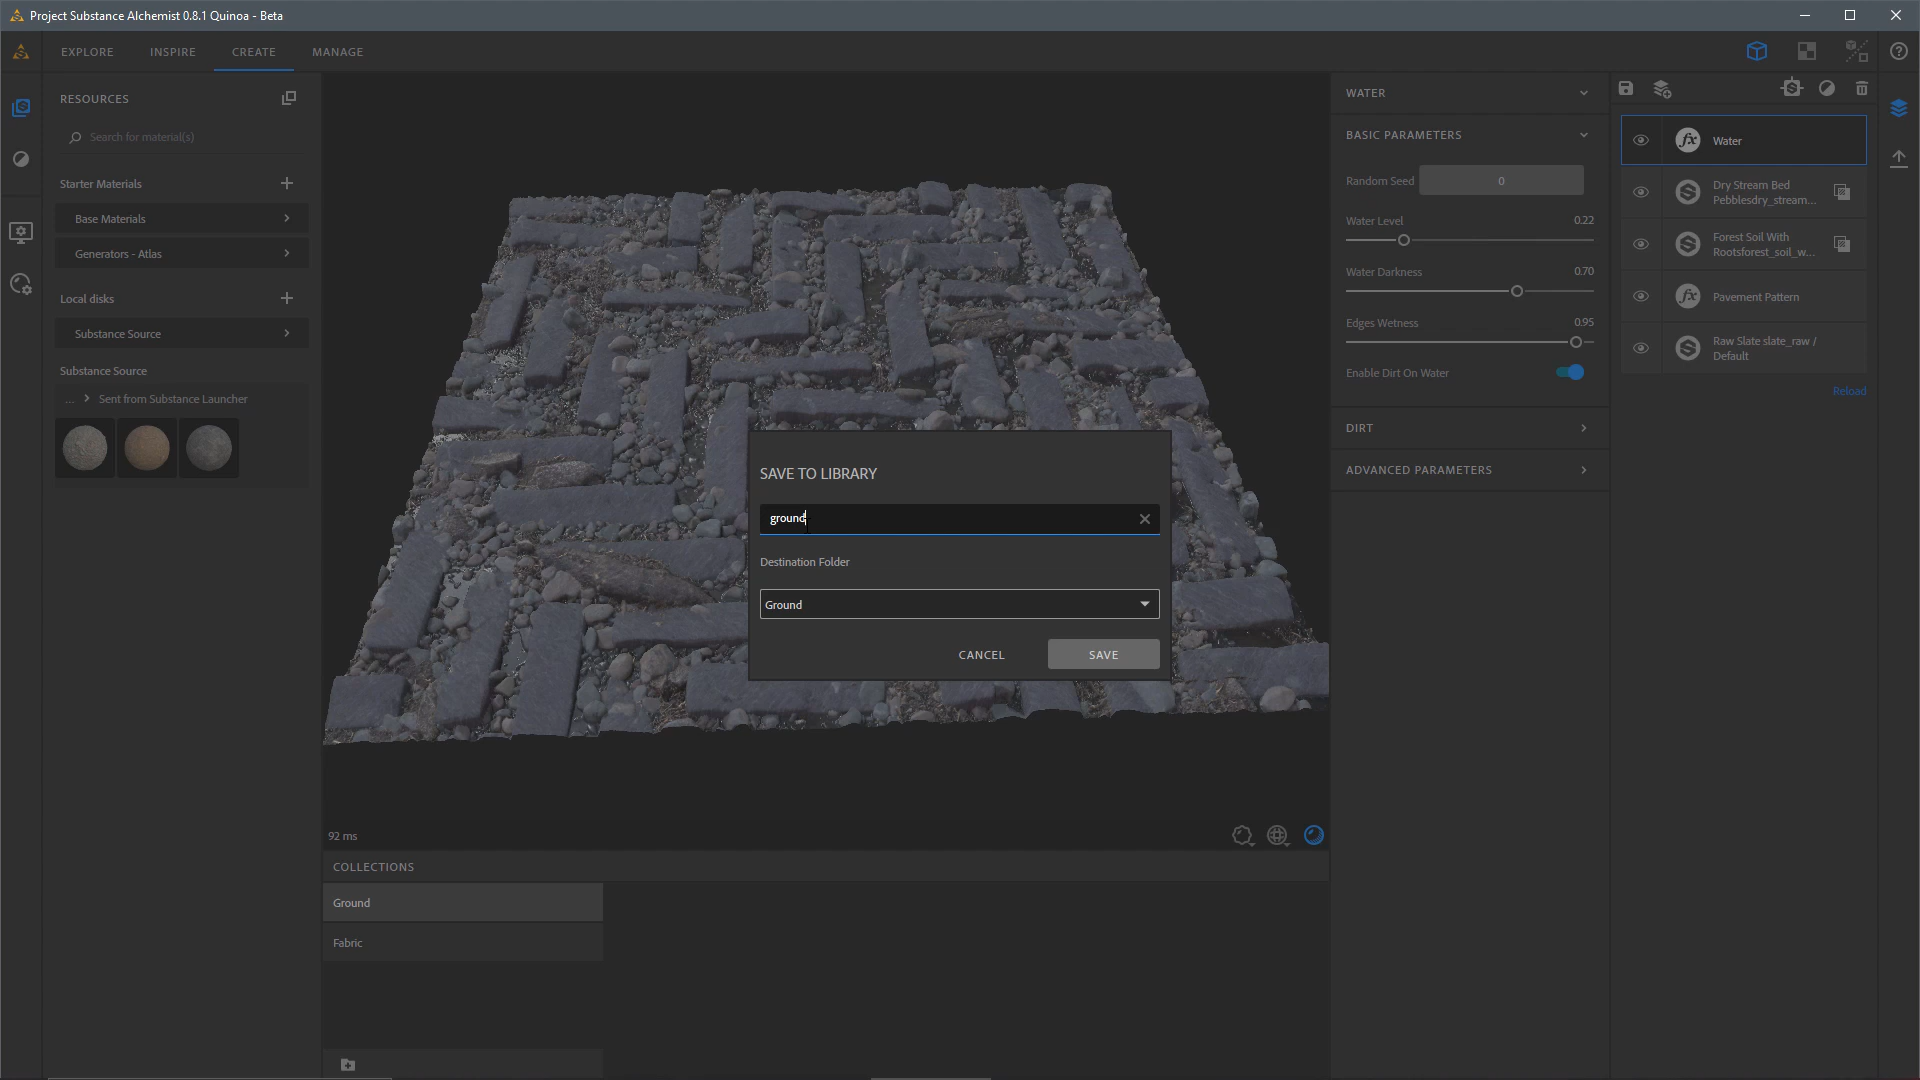 Project Substance Alchemist 0.8.1 Quinoa - Beta
EXPLORE
INSPIRE
CREATE
MANAGE
RESOURCES
Search for material(s)
Starter Materials
Base Materials
Generators - Atlas
Local disks
Substance Source
Substance Source
... > Sent from Substance Launcher
92 ms
COLLECTIONS
Ground
Fabric
SAVE TO LIBRARY
ground
Destination Folder
Ground
CANCEL
SAVE
WATER
BASIC PARAMETERS
Random Seed 0
Water Level 0.22
Water Darkness 0.70
Edges Wetness 0.95
Enable Dirt On Water
DIRT
ADVANCED PARAMETERS
Water
Dry Stream Bed
Pebblesdry_stream...
Forest Soil With
Rootsforest_soil_w...
Pavement Pattern
Raw Slate slate_raw /
Default
Reload